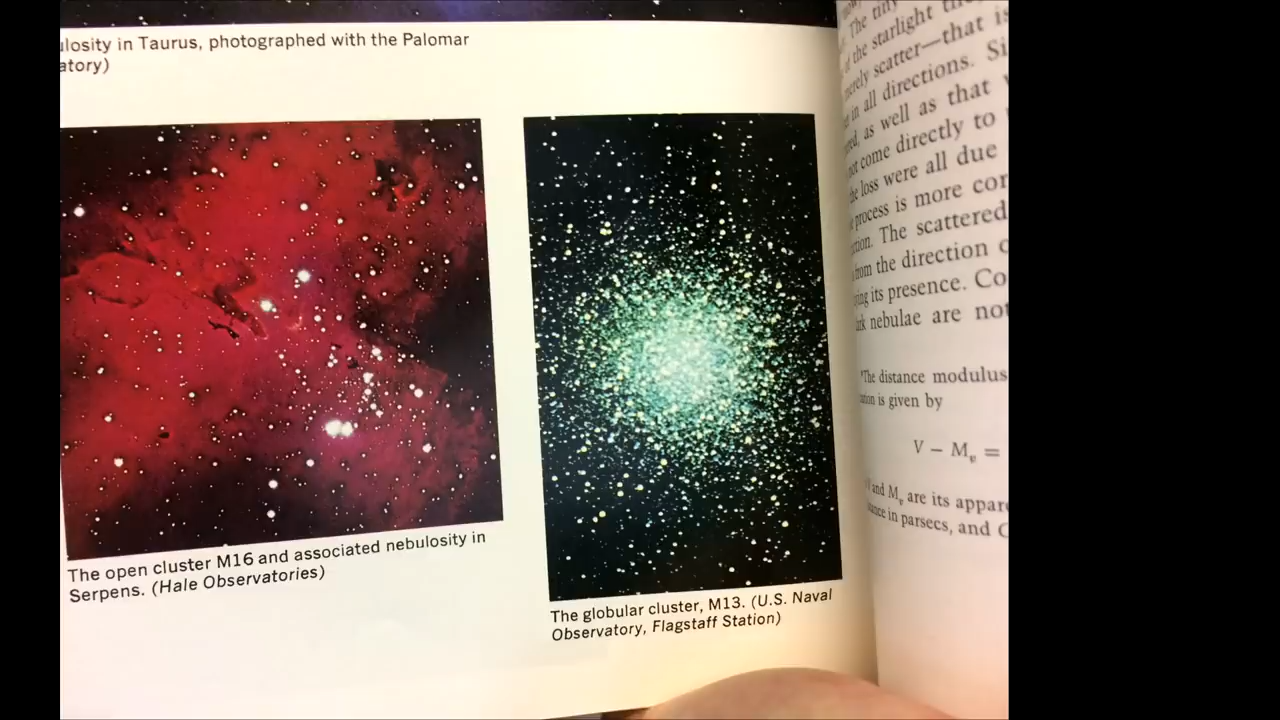 ulosity in Taurus, photographed with the Palomar
atory)
The open cluster M16 and associated nebulosity in
Serpens. (Hale Observatories)
The globular cluster, M13. (U.S. Naval
Observatory, Flagstaff Station)
The tiny
of the starlight
merely scatter—that is
in all directions. Si
as well as that
not come directly to
the loss were all due
process is more cor
The scattered
from the direction
its presence. Co
nebulae are not
*The distance modulus
is given by
V – Mᵥ =
and Mᵥ are its appar
in parsecs, and C